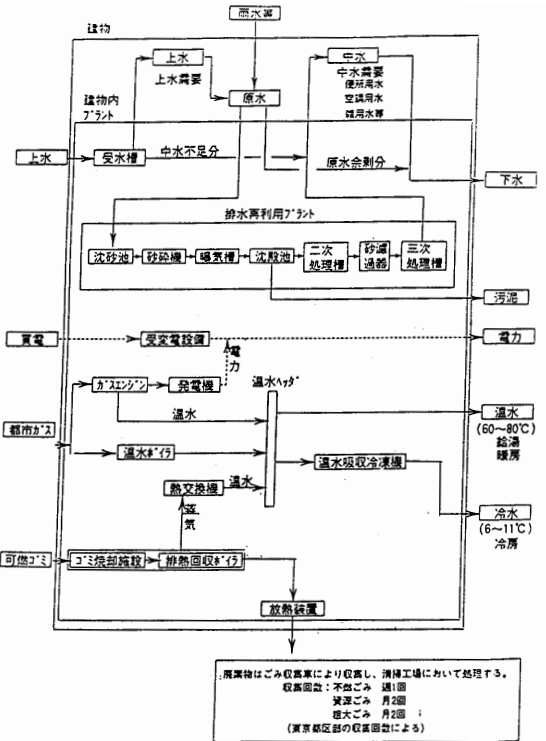 雨水等
建物
上水
中水
上水需要
中水需要
便所用水
空調用水
雑用水等
原水
建物内
プラント
上水
受水槽
中水不足分
原水余剰分
下水
排水再利用プラント
沈砂池
砂砕機
曝気槽
沈殿池
二次
処理槽
砂濾
過器
三次
処理槽
汚泥
買電
受変電設備
電力
電力
ガスエンジン
発電機
温水ヘッダ
温水
温水
(60～80℃)
給湯
暖房
都市ガス
温水ボイラ
温水吸収冷凍機
熱交換機
温水
蒸気
冷水
(6～11℃)
冷房
可燃ゴミ
ゴミ焼却施設
排熱回収ボイラ
放熱装置
廃棄物はごみ収集車により収集し、清掃工場において処理する。
収集回数：不燃ごみ 週1回
資源ごみ 月2回
粗大ごみ 月2回
(東京都区部の収集回数による)